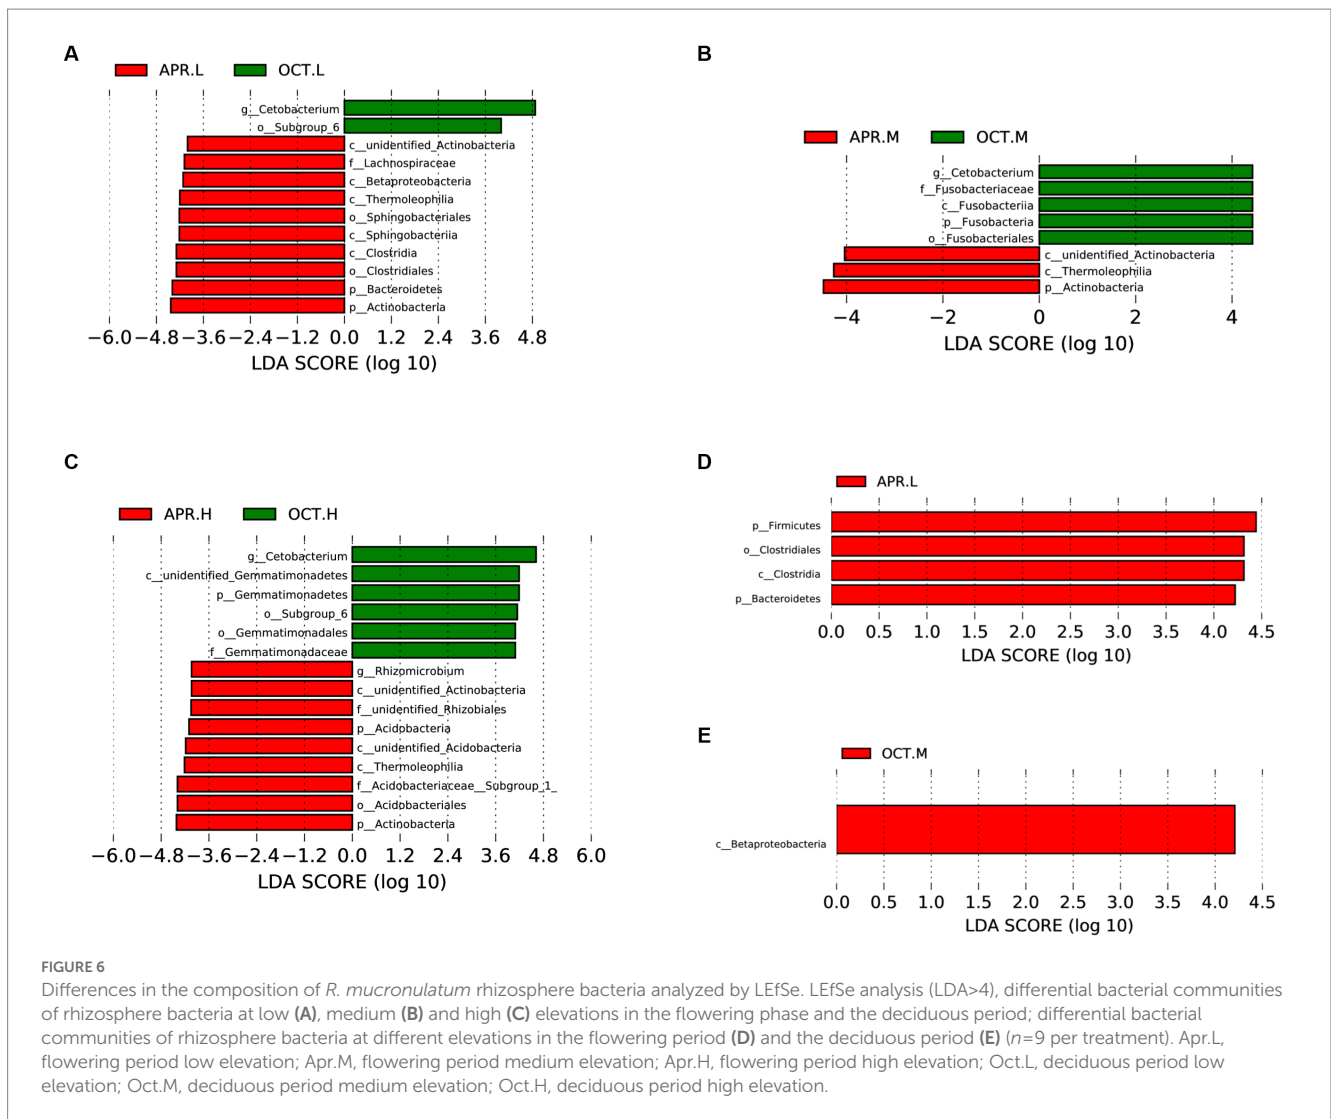 A
APR.L OCT.L
g__Cetobacterium
o__Subgroup_6
c__unidentified_Actinobacteria
f__Lachnospiraceae
c__Betaproteobacteria
c__Thermoleophilia
o__Sphingobacteriales
c__Sphingobacteriia
c__Clostridia
o__Clostridiales
p__Bacteroidetes
p__Actinobacteria
−6.0 −4.8 −3.6 −2.4 −1.2 0.0 1.2 2.4 3.6 4.8
LDA SCORE (log 10)
B
APR.M OCT.M
g__Cetobacterium
f__Fusobacteriaceae
c__Fusobacteriia
p__Fusobacteria
o__Fusobacteriales
c__unidentified_Actinobacteria
c__Thermoleophilia
p__Actinobacteria
−4 −2 0 2 4
LDA SCORE (log 10)
C
APR.H OCT.H
g__Cetobacterium
c__unidentified_Gemmatimonadetes
p__Gemmatimonadetes
o__Subgroup_6
o__Gemmatimonadales
f__Gemmatimonadaceae
g__Rhizomicrobium
c__unidentified_Actinobacteria
f__unidentified_Rhizobiales
p__Acidobacteria
c__unidentified_Acidobacteria
c__Thermoleophilia
f__Acidobacteriaceae__Subgroup_1_
o__Acidobacteriales
p__Actinobacteria
−6.0 −4.8 −3.6 −2.4 −1.2 0.0 1.2 2.4 3.6 4.8 6.0
LDA SCORE (log 10)
D
APR.L
p__Firmicutes
o__Clostridiales
c__Clostridia
p__Bacteroidetes
0.0 0.5 1.0 1.5 2.0 2.5 3.0 3.5 4.0 4.5
LDA SCORE (log 10)
E
OCT.M
c__Betaproteobacteria
0.0 0.5 1.0 1.5 2.0 2.5 3.0 3.5 4.0 4.5
LDA SCORE (log 10)
FIGURE 6
Differences in the composition of R. mucronulatum rhizosphere bacteria analyzed by LEfSe. LEfSe analysis (LDA>4), differential bacterial communities
of rhizosphere bacteria at low (A), medium (B) and high (C) elevations in the flowering phase and the deciduous period; differential bacterial
communities of rhizosphere bacteria at different elevations in the flowering period (D) and the deciduous period (E) (n=9 per treatment). Apr.L,
flowering period low elevation; Apr.M, flowering period medium elevation; Apr.H, flowering period high elevation; Oct.L, deciduous period low
elevation; Oct.M, deciduous period medium elevation; Oct.H, deciduous period high elevation.